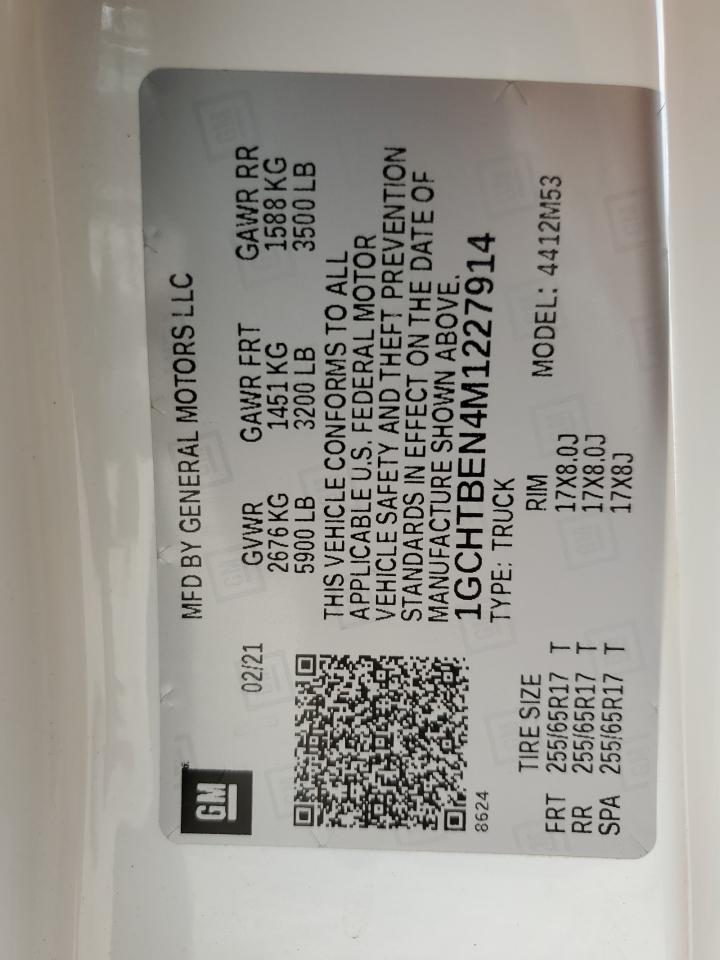 GM
MFD BY GENERAL MOTORS LLC
02/21
GVWR GAWR FRT GAWR RR
2676 KG 1451 KG 1588 KG
5900 LB 3200 LB 3500 LB
THIS VEHICLE CONFORMS TO ALL
APPLICABLE U.S. FEDERAL MOTOR
VEHICLE SAFETY AND THEFT PREVENTION
STANDARDS IN EFFECT ON THE DATE OF
MANUFACTURE SHOWN ABOVE.
1GCHTBEN4M1227914
8624
TYPE: TRUCK
TIRE SIZE RIM MODEL: 4412M53
FRT 255/65R17 T 17X8.0J
RR 255/65R17 T 17X8.0J
SPA 255/65R17 T 17X8J